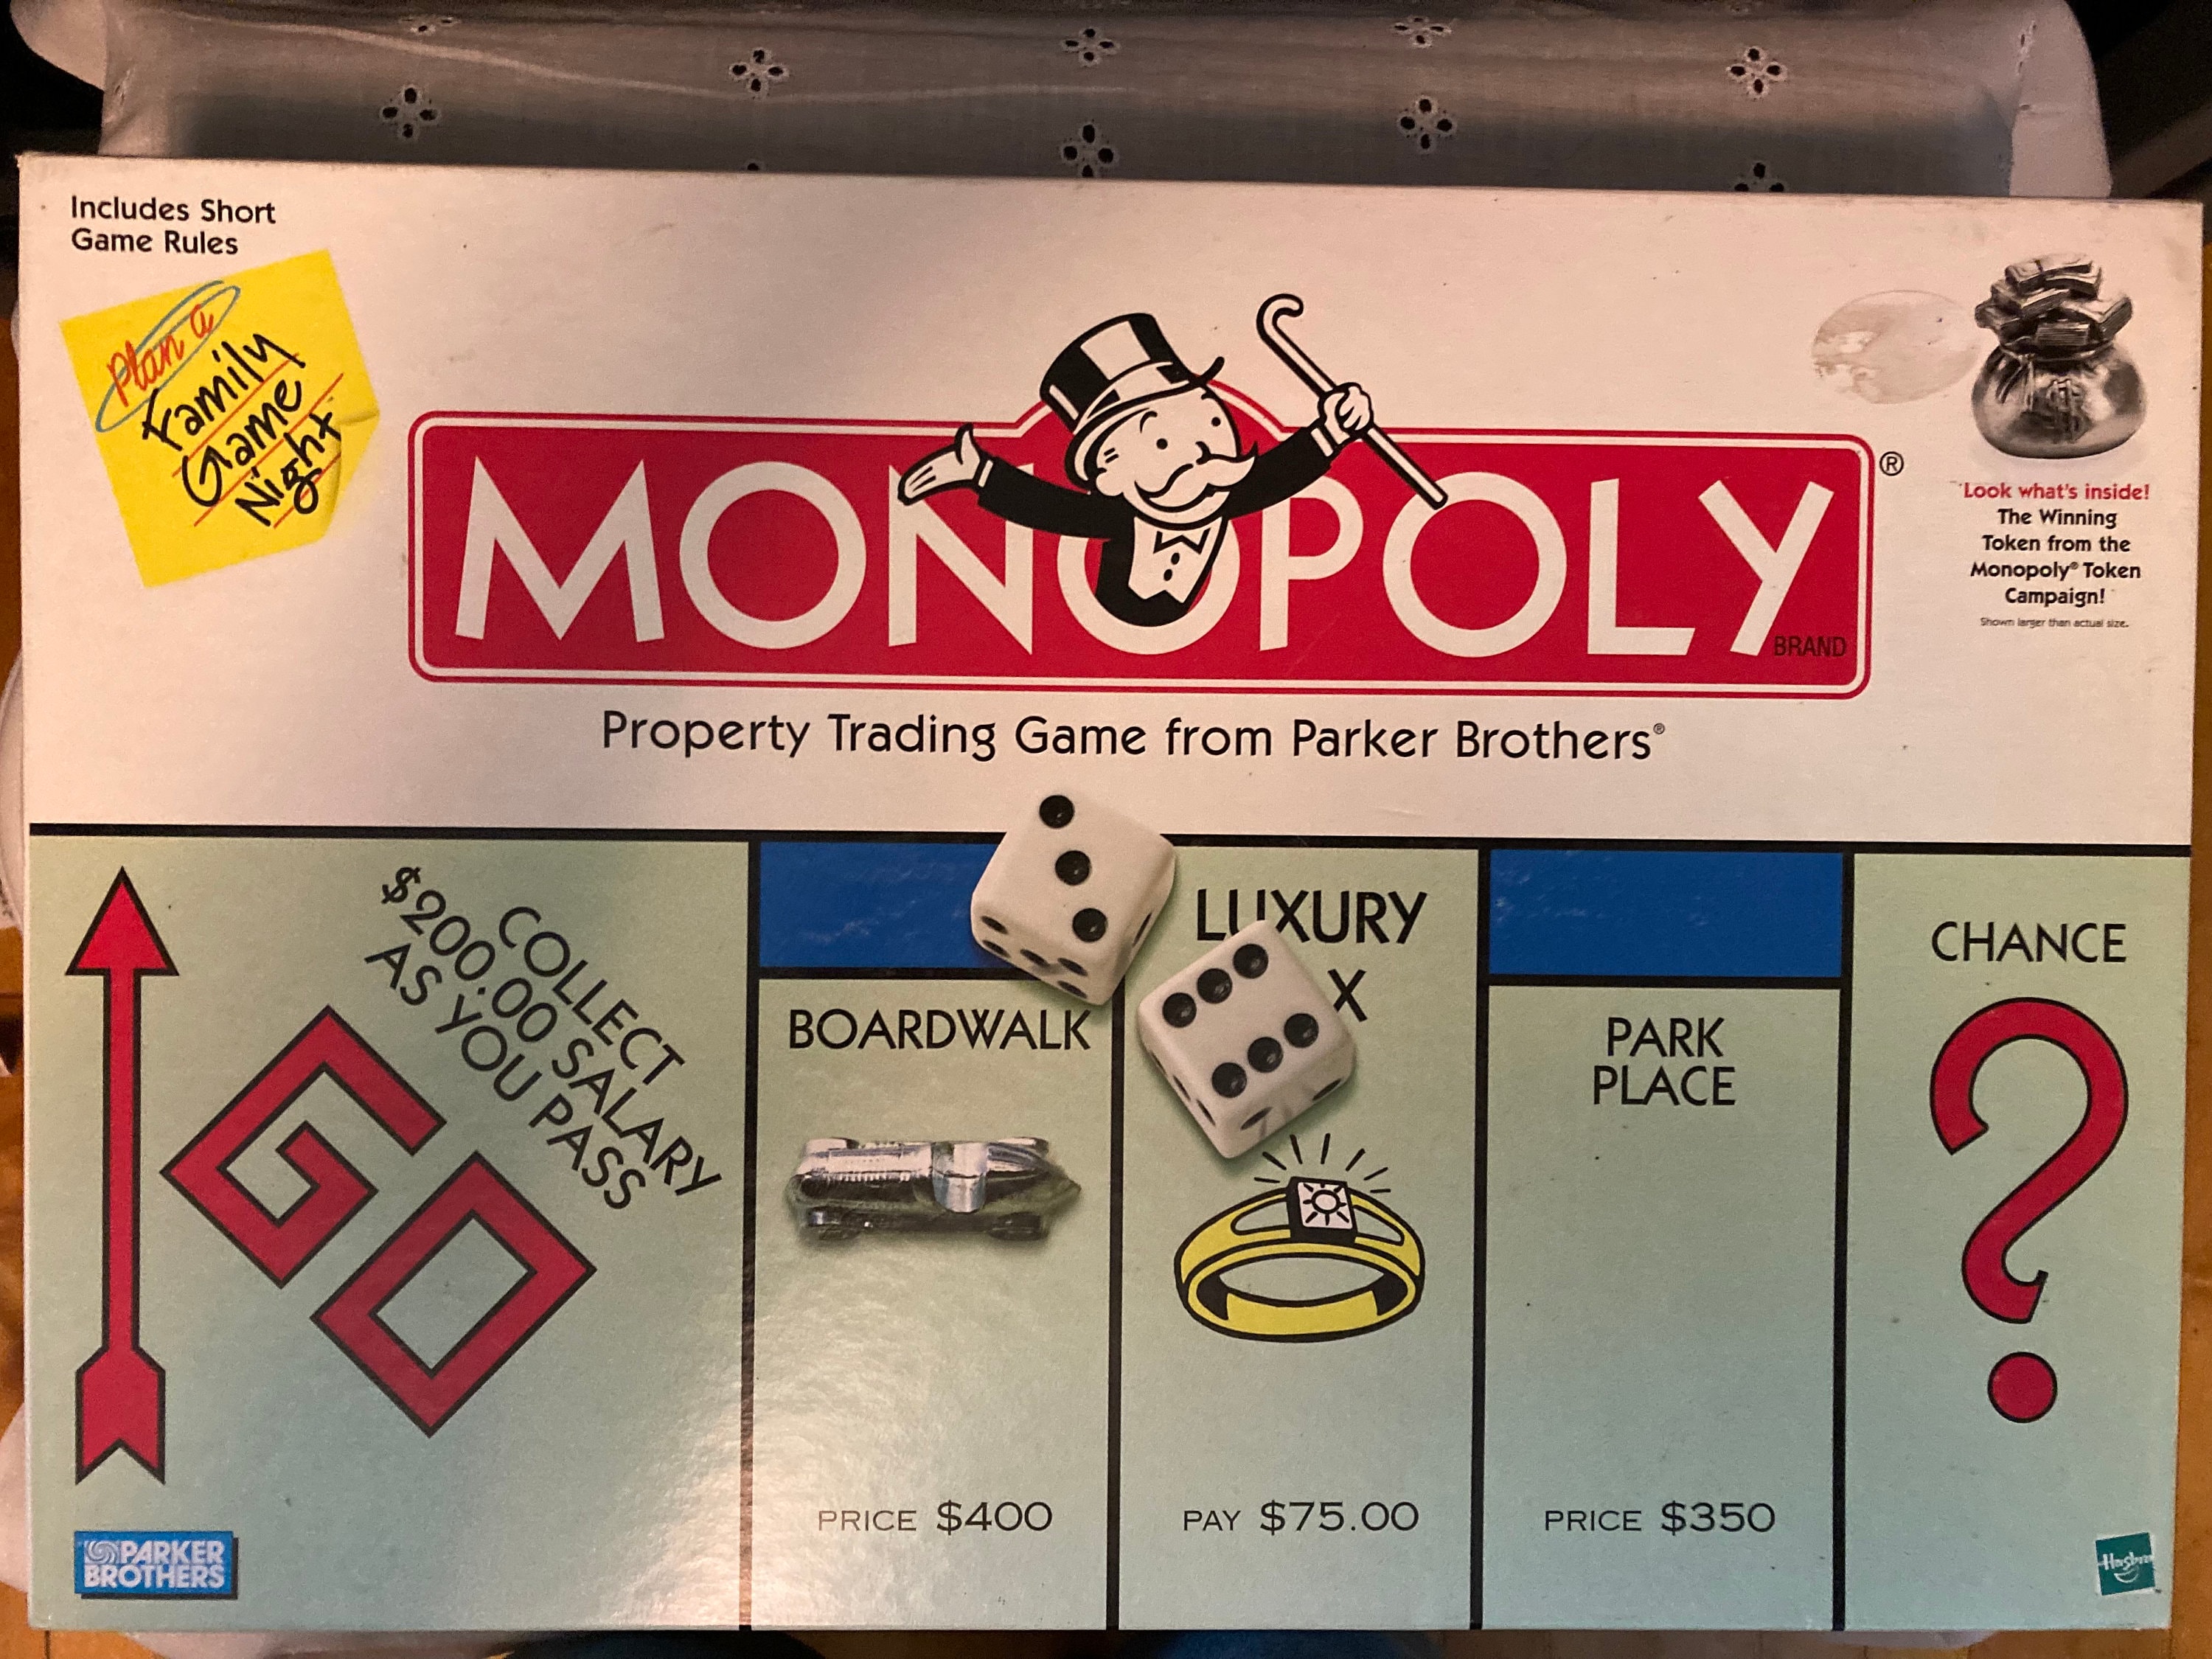 Includes Short
Game Rules
Plan a
Family
Game
Night
MONOPOLY
®
BRAND
Property Trading Game from Parker Brothers®
Look what's inside!
The Winning
Token from the
Monopoly® Token
Campaign!
Shown larger than actual size.
COLLECT
$200.00 SALARY
AS YOU PASS
GO
BOARDWALK
PRICE $400
LUXURY
X
PAY $75.00
PARK
PLACE
PRICE $350
CHANCE
?
PARKER
BROTHERS
Hasbro